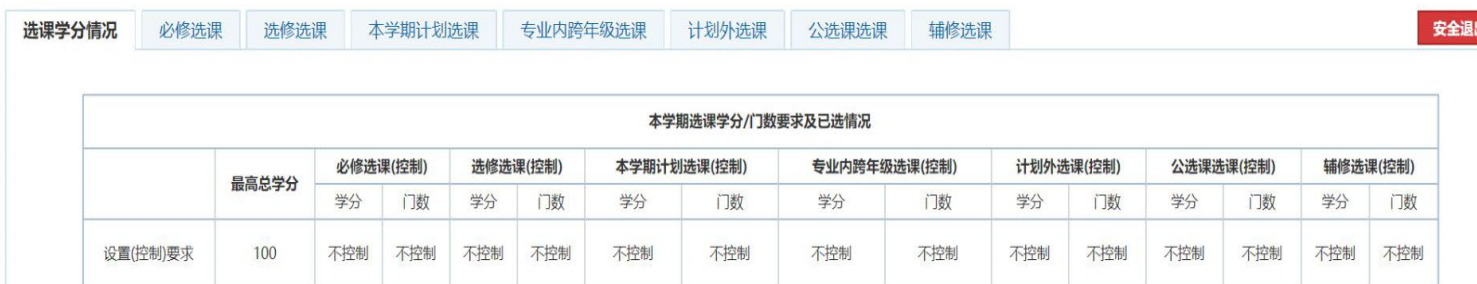 选课学分情况 必修选课 选修选课 本学期计划选课 专业内跨年级选课 计划外选课 公选课选课 辅修选课 安全退出
本学期选课学分/门数要求及已选情况
最高总学分 必修选课(控制) 选修选课(控制) 本学期计划选课(控制) 专业内跨年级选课(控制) 计划外选课(控制) 公选课选课(控制) 辅修选课(控制)
学分 门数 学分 门数 学分 门数 学分 门数 学分 门数 学分 门数 学分 门数
设置(控制)要求 100 不控制 不控制 不控制 不控制 不控制 不控制 不控制 不控制 不控制 不控制 不控制 不控制 不控制 不控制